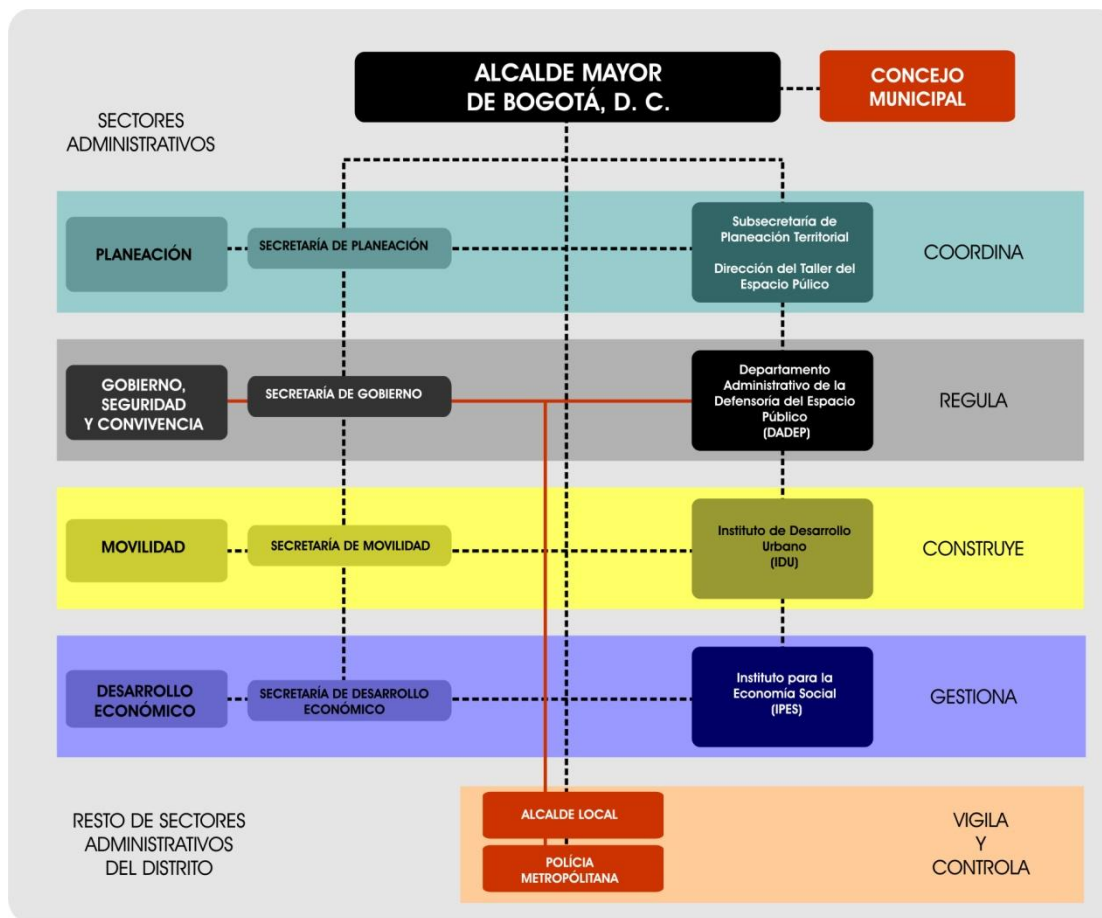 ALCALDE MAYOR
DE BOGOTÁ, D. C.
CONCEJO
MUNICIPAL
SECTORES
ADMINISTRATIVOS
PLANEACIÓN
SECRETARÍA DE PLANEACIÓN
Subsecretaría de
Planeación Territorial
Dirección del Taller del
Espacio Púlico
COORDINA
GOBIERNO,
SEGURIDAD
Y CONVIVENCIA
SECRETARÍA DE GOBIERNO
Departamento
Administrativo de la
Defensoría del Espacio
Público
(DADEP)
REGULA
MOVILIDAD
SECRETARÍA DE MOVILIDAD
Instituto de Desarrollo
Urbano
(IDU)
CONSTRUYE
DESARROLLO
ECONÓMICO
SECRETARÍA DE DESARROLLO
ECONÓMICO
Instituto para la
Economía Social
(IPES)
GESTIONA
RESTO DE SECTORES
ADMINISTRATIVOS
DEL DISTRITO
ALCALDE LOCAL
POLÍCIA
METROPÓLITANA
VIGILA
Y
CONTROLA